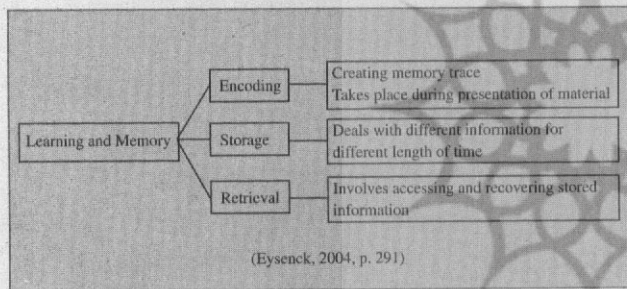 Encoding
Creating memory trace
Takes place during presentation of material
Learning and Memory
Storage
Deals with different information for
different length of time
Retrieval
Involves accessing and recovering stored
information
(Eysenck, 2004, p. 291)